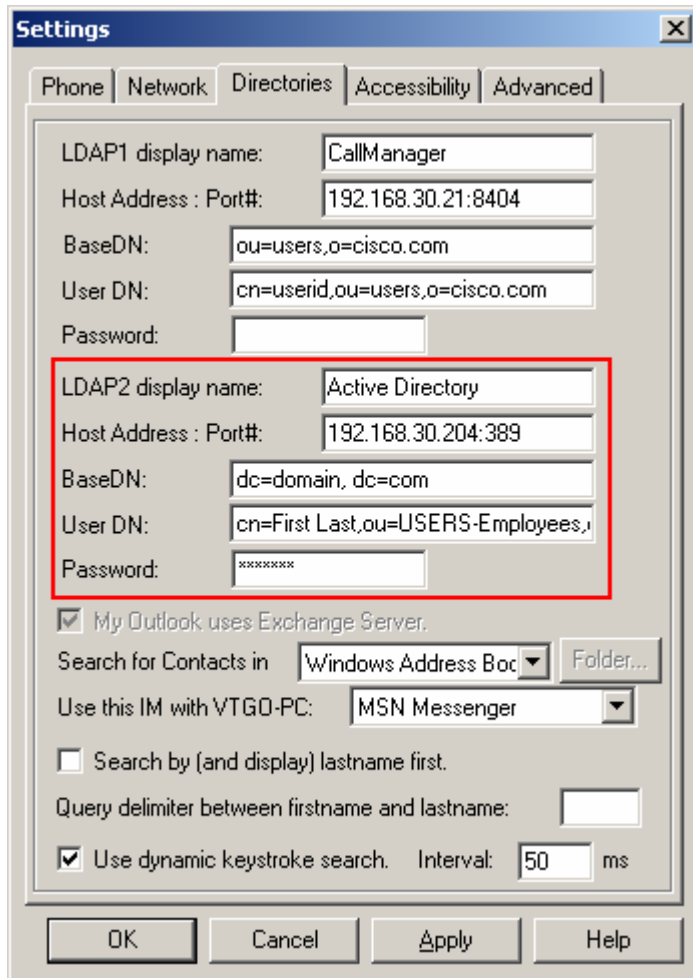 Settings
Phone Network Directories Accessibility Advanced
LDAP1 display name: CallManager
Host Address : Port#: 192.168.30.21:8404
BaseDN: ou=users,o=cisco.com
User DN: cn=userid,ou=users,o=cisco.com
Password:
LDAP2 display name: Active Directory
Host Address : Port#: 192.168.30.204:389
BaseDN: dc=domain, dc=com
User DN: cn=First Last,ou=USERS-Employees,
Password: *******
My Outlook uses Exchange Server.
Search for Contacts in Windows Address Boc Folder...
Use this IM with VTGO-PC: MSN Messenger
Search by (and display) lastname first.
Query delimiter between firstname and lastname:
Use dynamic keystroke search. Interval: 50 ms
OK Cancel Apply Help